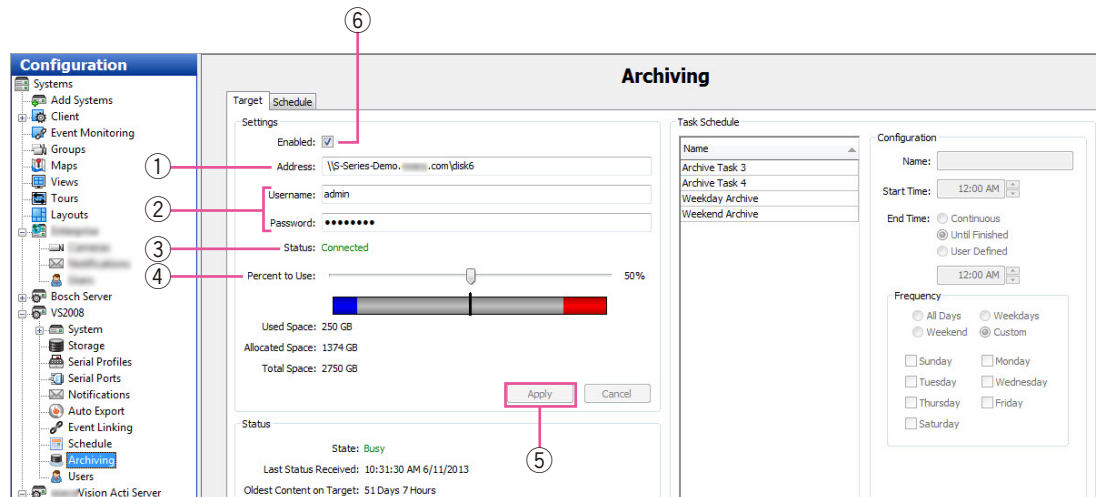 6
Configuration
Systems
Add Systems
Client
Event Monitoring
Groups
Maps
Views
Tours
Layouts
Bosch Server
VS2008
System
Storage
Serial Profiles
Serial Ports
Notifications
Auto Export
Event Linking
Schedule
Archiving
Users
Vision Acti Server
Archiving
Target Schedule
Settings
Enabled:
1 Address: \\S-Series-Demo. .com\disk6
2 Username: admin
Password: ••••••••
3 Status: Connected
4 Percent to Use: 50%
Used Space: 250 GB
Allocated Space: 1374 GB
Total Space: 2750 GB
Apply Cancel
5
Status
State: Busy
Last Status Received: 10:31:30 AM 6/11/2013
Oldest Content on Target: 51 Days 7 Hours
Task Schedule
Name
Archive Task 3
Archive Task 4
Weekday Archive
Weekend Archive
Configuration
Name:
Start Time: 12:00 AM
End Time: Continuous
Until Finished
User Defined
12:00 AM
Frequency
All Days Weekdays
Weekend Custom
Sunday Monday
Tuesday Wednesday
Thursday Friday
Saturday